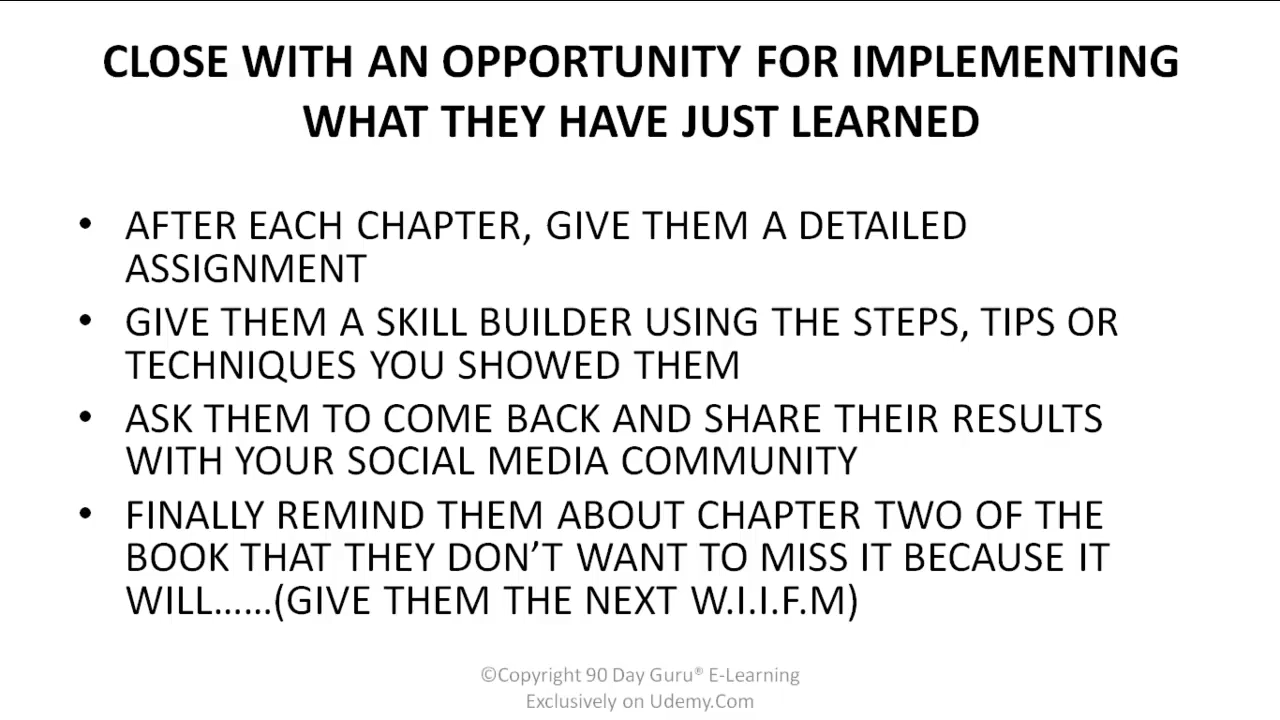 CLOSE WITH AN OPPORTUNITY FOR IMPLEMENTING
WHAT THEY HAVE JUST LEARNED
• AFTER EACH CHAPTER, GIVE THEM A DETAILED
ASSIGNMENT
• GIVE THEM A SKILL BUILDER USING THE STEPS, TIPS OR
TECHNIQUES YOU SHOWED THEM
• ASK THEM TO COME BACK AND SHARE THEIR RESULTS
WITH YOUR SOCIAL MEDIA COMMUNITY
• FINALLY REMIND THEM ABOUT CHAPTER TWO OF THE
BOOK THAT THEY DON’T WANT TO MISS IT BECAUSE IT
WILL……(GIVE THEM THE NEXT W.I.I.F.M)
©Copyright 90 Day Guru® E-Learning
Exclusively on Udemy.Com